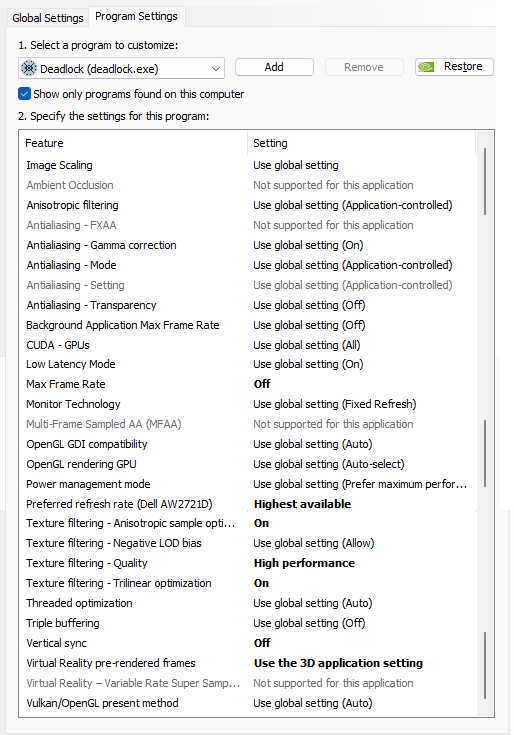 Global Settings Program Settings
1. Select a program to customize:
Deadlock (deadlock.exe) Add Remove Restore
Show only programs found on this computer
2. Specify the settings for this program:
Feature Setting
Image Scaling Use global setting
Ambient Occlusion Not supported for this application
Anisotropic filtering Use global setting (Application-controlled)
Antialiasing - FXAA Not supported for this application
Antialiasing - Gamma correction Use global setting (On)
Antialiasing - Mode Use global setting (Application-controlled)
Antialiasing - Setting Use global setting (Application-controlled)
Antialiasing - Transparency Use global setting (Off)
Background Application Max Frame Rate Use global setting (Off)
CUDA - GPUs Use global setting (All)
Low Latency Mode Use global setting (On)
Max Frame Rate Off
Monitor Technology Use global setting (Fixed Refresh)
Multi-Frame Sampled AA (MFAA) Not supported for this application
OpenGL GDI compatibility Use global setting (Auto)
OpenGL rendering GPU Use global setting (Auto-select)
Power management mode Use global setting (Prefer maximum perfor...
Preferred refresh rate (Dell AW2721D) Highest available
Texture filtering - Anisotropic sample opti... On
Texture filtering - Negative LOD bias Use global setting (Allow)
Texture filtering - Quality High performance
Texture filtering - Trilinear optimization On
Threaded optimization Use global setting (Auto)
Triple buffering Use global setting (Off)
Vertical sync Off
Virtual Reality pre-rendered frames Use the 3D application setting
Virtual Reality – Variable Rate Super Samp... Not supported for this application
Vulkan/OpenGL present method Use global setting (Auto)